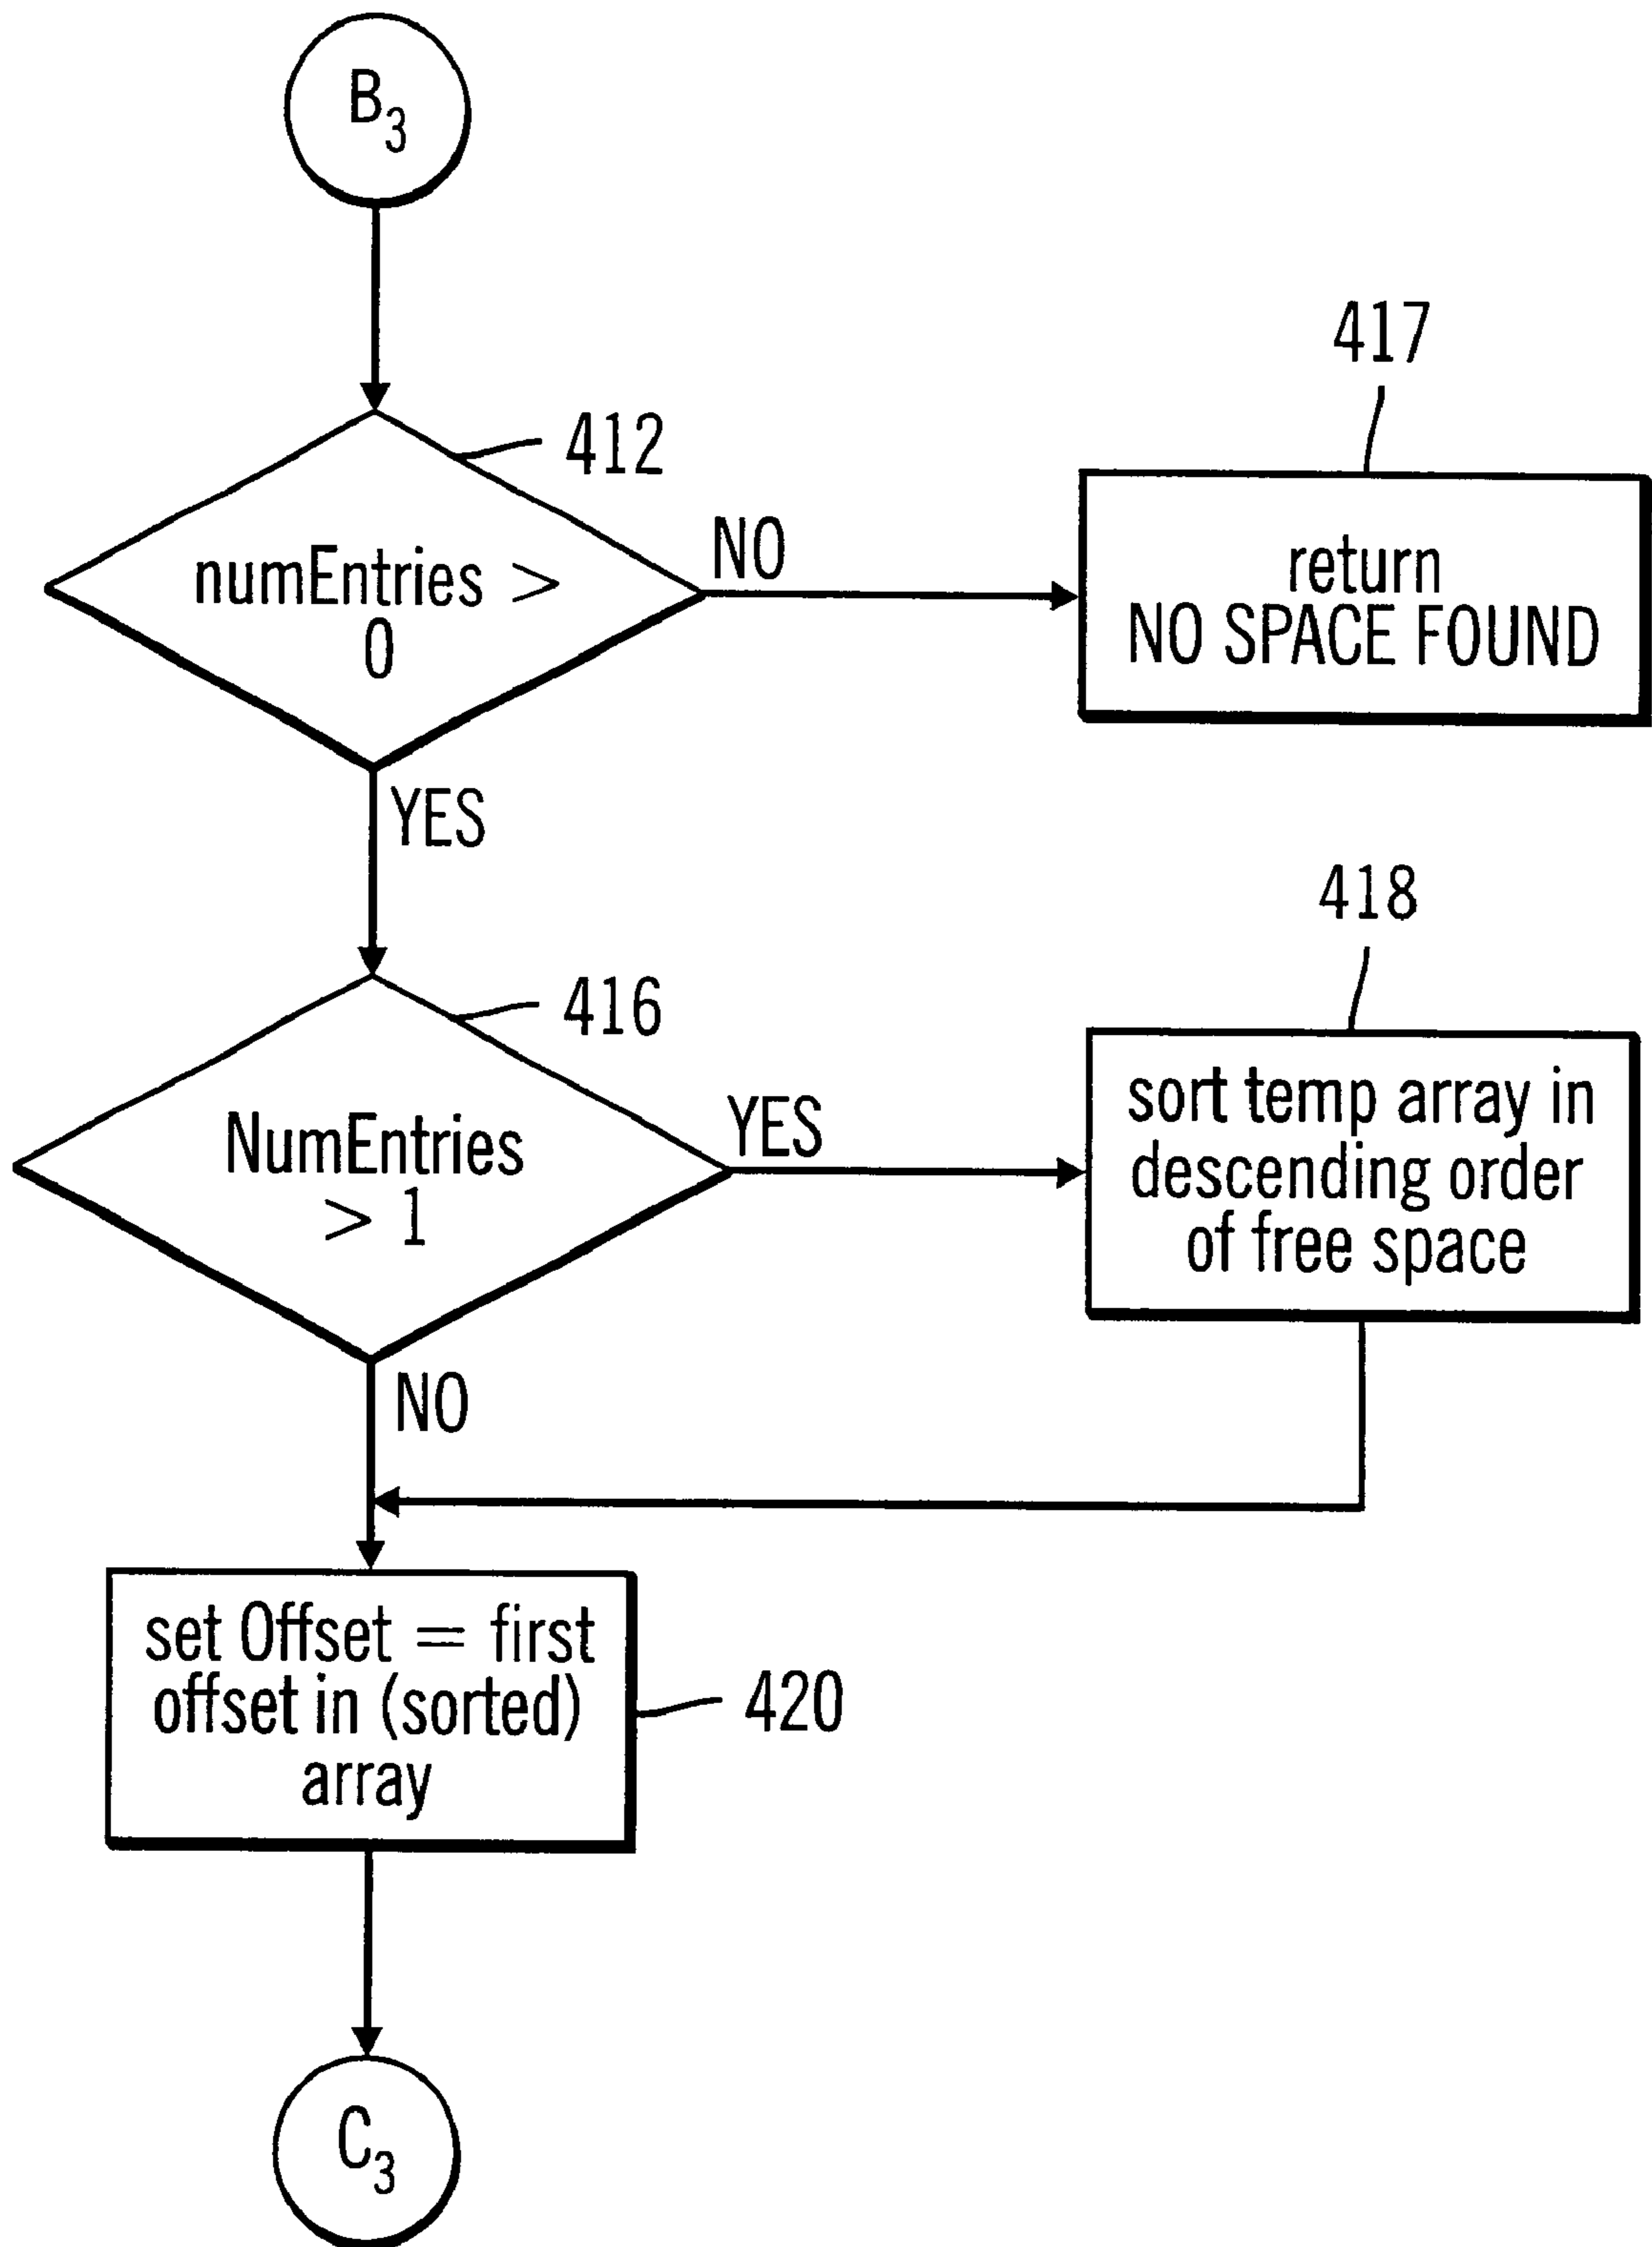 B3
417
412
NO
numEntries >
0
return
NO SPACE FOUND
YES
418
416
NumEntries
> 1
YES
sort temp array in
descending order
of free space
NO
set Offset = first
offset in (sorted)
array
420
C3